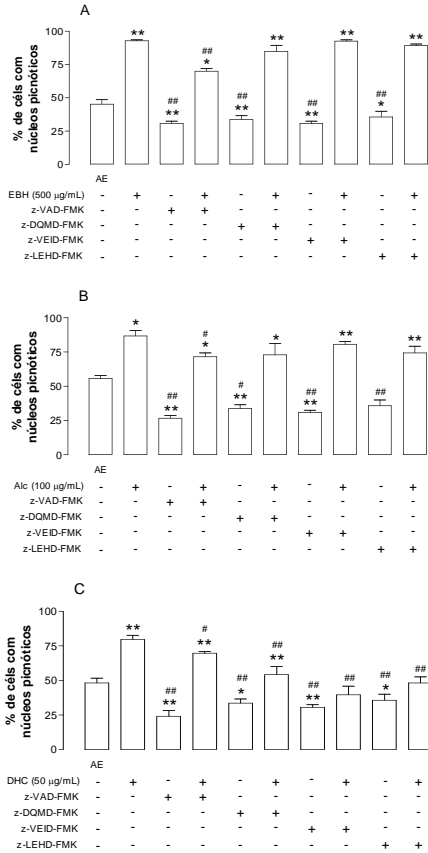 A
% de céls com
núcleos picnóticos
100
75
50
25
0
** ## ** ## * ## ** ** ## ** ** ## * **
AE
EBH (500 µg/mL) - + - + - + - + - +
z-VAD-FMK - - + + - - - - - -
z-DQMD-FMK - - - - + + - - - -
z-VEID-FMK - - - - - - + + - -
z-LEHD-FMK - - - - - - - - + +
B
% de céls com
núcleos picnóticos
100
75
50
25
0
* ## ** # * # ** * ## ** ** ## **
AE
Alc (100 µg/mL) - + - + - + - + - +
z-VAD-FMK - - + + - - - - - -
z-DQMD-FMK - - - - + + - - - -
z-VEID-FMK - - - - - - + + - -
z-LEHD-FMK - - - - - - - - + +
C
% de céls com
núcleos picnóticos
100
75
50
25
0
** ## ** # ** ## * ## ** ## ** ## ## * ##
AE
DHC (50 µg/mL) - + - + - + - + - +
z-VAD-FMK - - + + - - - - - -
z-DQMD-FMK - - - - + + - - - -
z-VEID-FMK - - - - - - + + - -
z-LEHD-FMK - - - - - - - - + +